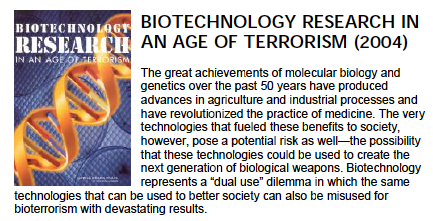 BIOTECHNOLOGY
RESEARCH
IN AN AGE OF TERRORISM
BIOTECHNOLOGY RESEARCH IN
AN AGE OF TERRORISM (2004)
The great achievements of molecular biology and
genetics over the past 50 years have produced
advances in agriculture and industrial processes and
have revolutionized the practice of medicine. The very
technologies that fueled these benefits to society,
however, pose a potential risk as well—the possibility
that these technologies could be used to create the
next generation of biological weapons. Biotechnology
represents a “dual use” dilemma in which the same
technologies that can be used to better society can also be misused for
bioterrorism with devastating results.